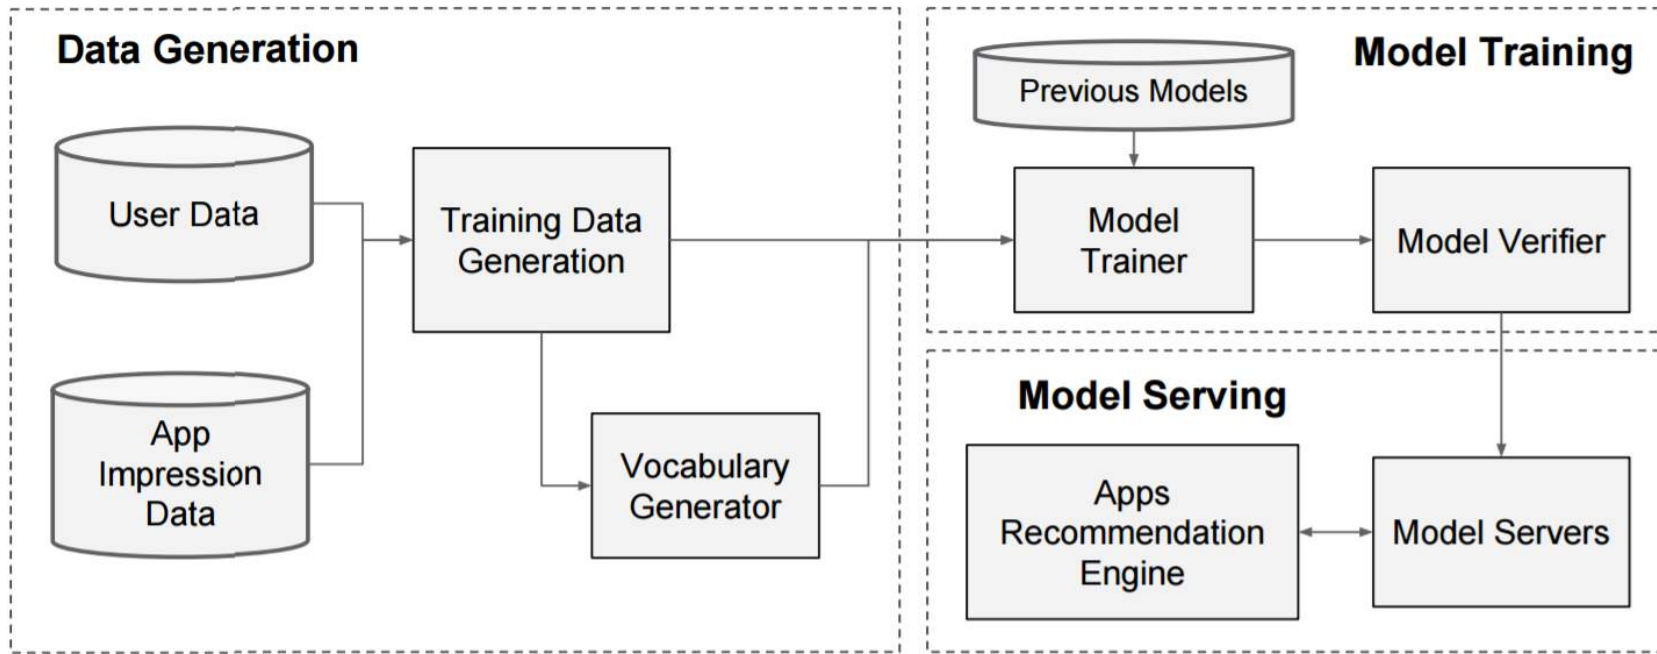 Data Generation
User Data
App
Impression
Data
Training Data
Generation
Vocabulary
Generator
Model Training
Previous Models
Model
Trainer
Model Verifier
Model Serving
Apps
Recommendation
Engine
Model Servers